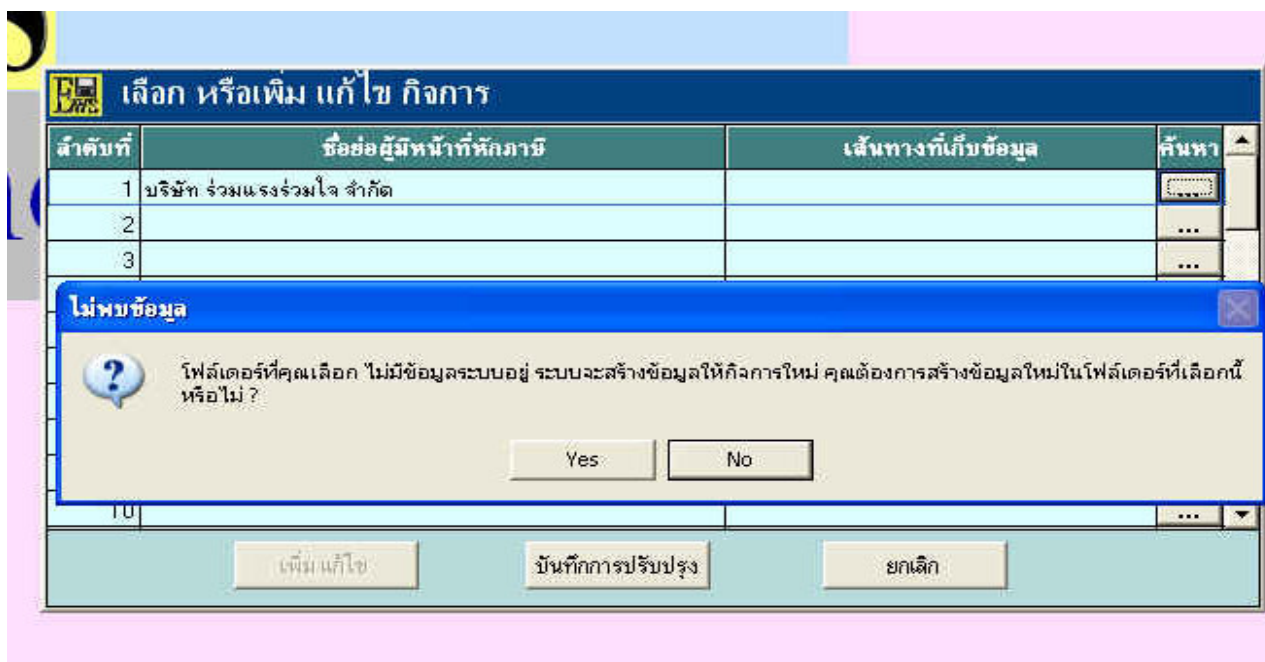 เลือก หรือเพิ่ม แก้ไข กิจการ
ลำดับที่ ชื่อย่อผู้มีหน้าที่หักภาษี เส้นทางที่เก็บข้อมูล ค้นหา
1 บริษัท ร่วมแรงร่วมใจ จำกัด ...
2 ...
3 ...
ไม่พบข้อมูล
โฟล์เดอร์ที่คุณเลือก ไม่มีข้อมูลระบบอยู่ ระบบจะสร้างข้อมูลให้กิจการใหม่ คุณต้องการสร้างข้อมูลใหม่ในโฟล์เดอร์ที่เลือกนี้
หรือไม่ ?
Yes No
10 ...
เพิ่ม แก้ไข บันทึกการปรับปรุง ยกเลิก